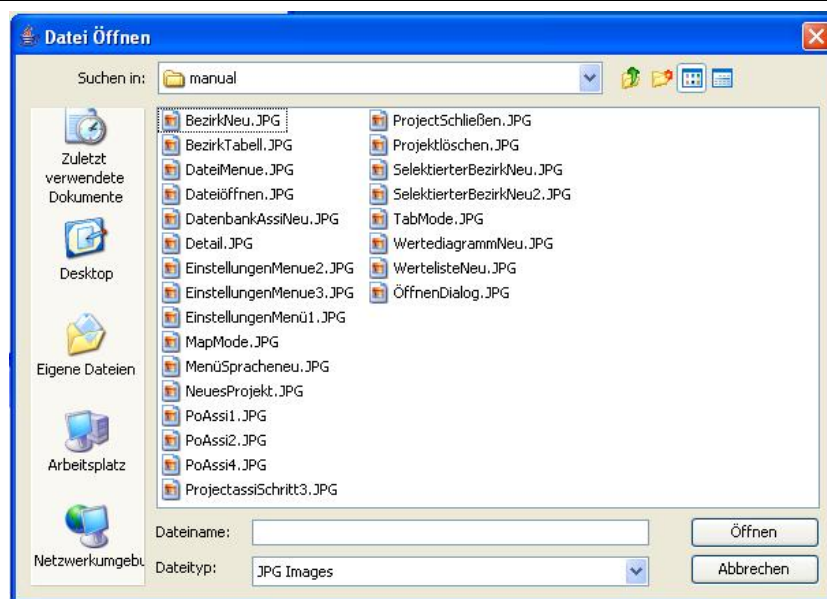 Datei Öffnen
Suchen in: manual
Zuletzt
verwendete
Dokumente
Desktop
Eigene Dateien
Arbeitsplatz
Netzwerkumgebu
BezirkNeu.JPG
BezirkTabell.JPG
DateiMenue.JPG
Dateiöffnen.JPG
DatenbankAssiNeu.JPG
Detail.JPG
EinstellungenMenue2.JPG
EinstellungenMenue3.JPG
EinstellungenMenü1.JPG
MapMode.JPG
MenüSpracheneu.JPG
NeuesProjekt.JPG
PoAssi1.JPG
PoAssi2.JPG
PoAssi4.JPG
ProjectassiSchritt3.JPG
ProjectSchließen.JPG
Projektlöschen.JPG
SelektierterBezirkNeu.JPG
SelektierterBezirkNeu2.JPG
TabMode.JPG
WertediagrammNeu.JPG
WertelisteNeu.JPG
ÖffnenDialog.JPG
Dateiname:
Öffnen
Dateityp: JPG Images
Abbrechen